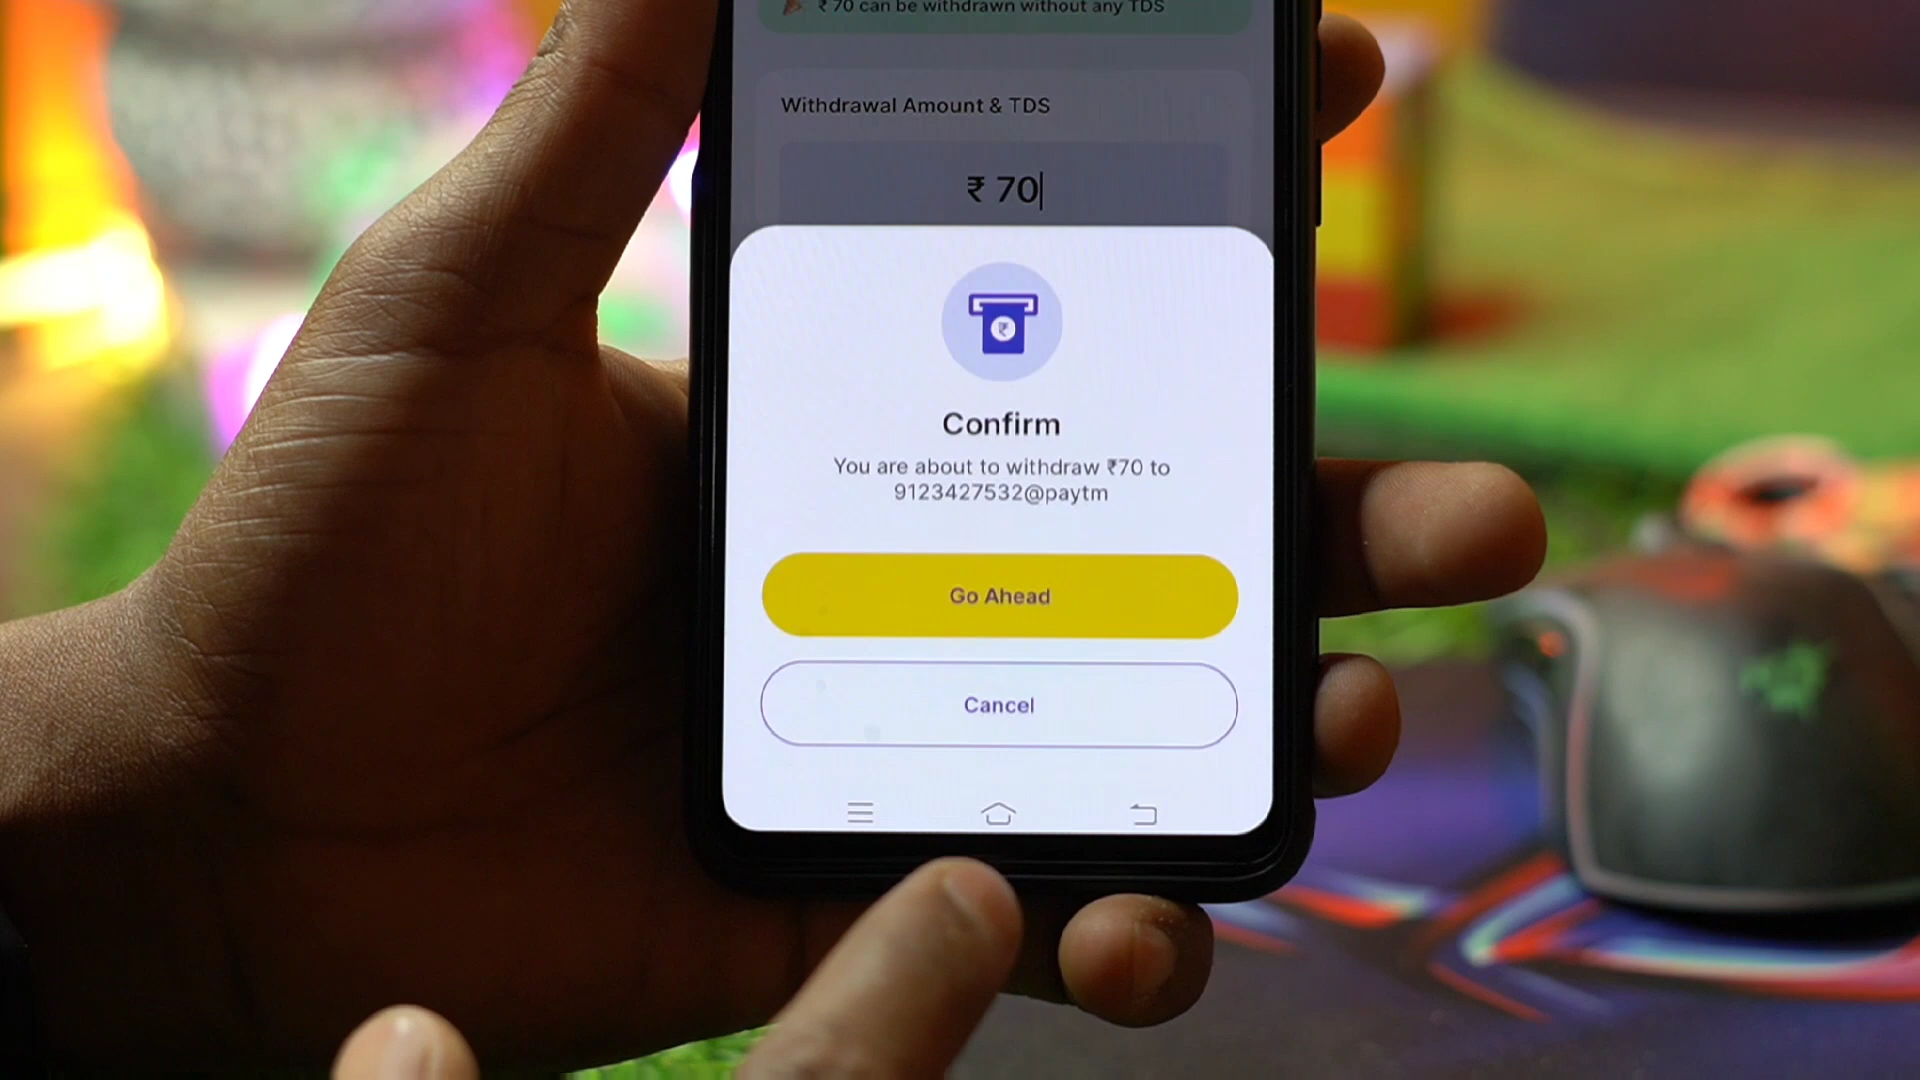 ₹ 70 can be withdrawn without any TDS
Withdrawal Amount & TDS
₹ 70
₹
Confirm
You are about to withdraw ₹70 to
9123427532@paytm
Go Ahead
Cancel